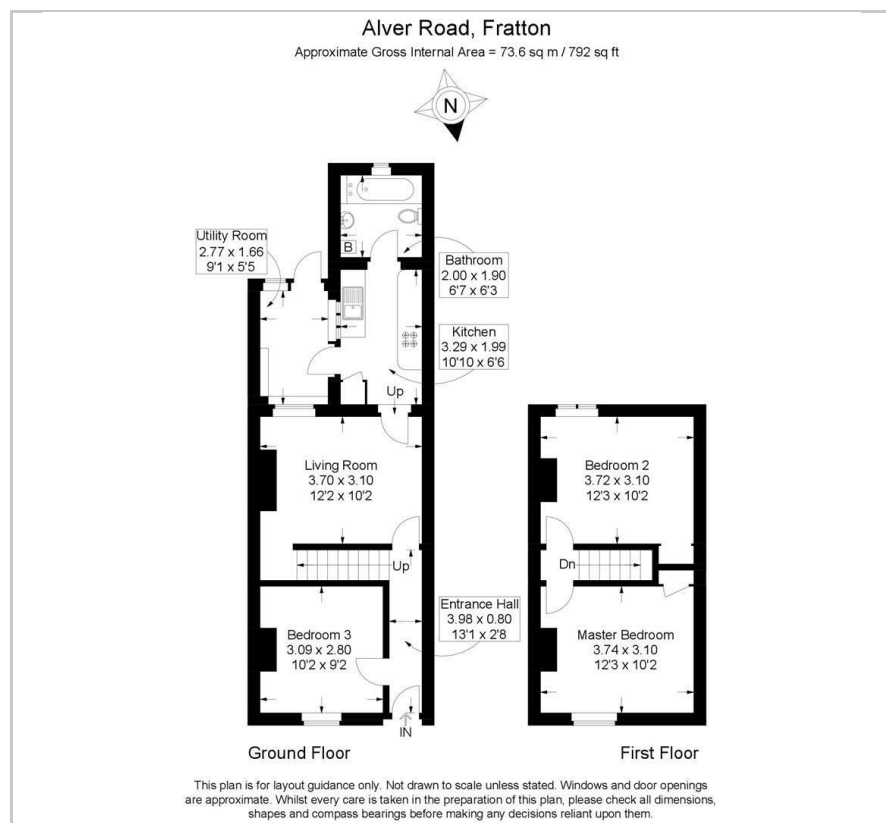 Alver Road, Fratton
Approximate Gross Internal Area = 73.6 sq m / 792 sq ft
N
Utility Room
2.77 x 1.66
9'1 x 5'5
B
Bathroom
2.00 x 1.90
6'7 x 6'3
Kitchen
3.29 x 1.99
10'10 x 6'6
Up
Living Room
3.70 x 3.10
12'2 x 10'2
Up
Entrance Hall
3.98 x 0.80
13'1 x 2'8
Bedroom 3
3.09 x 2.80
10'2 x 9'2
IN
Ground Floor
Bedroom 2
3.72 x 3.10
12'3 x 10'2
Dn
Master Bedroom
3.74 x 3.10
12'3 x 10'2
First Floor
This plan is for layout guidance only. Not drawn to scale unless stated. Windows and door openings
are approximate. Whilst every care is taken in the preparation of this plan, please check all dimensions,
shapes and compass bearings before making any decisions reliant upon them.